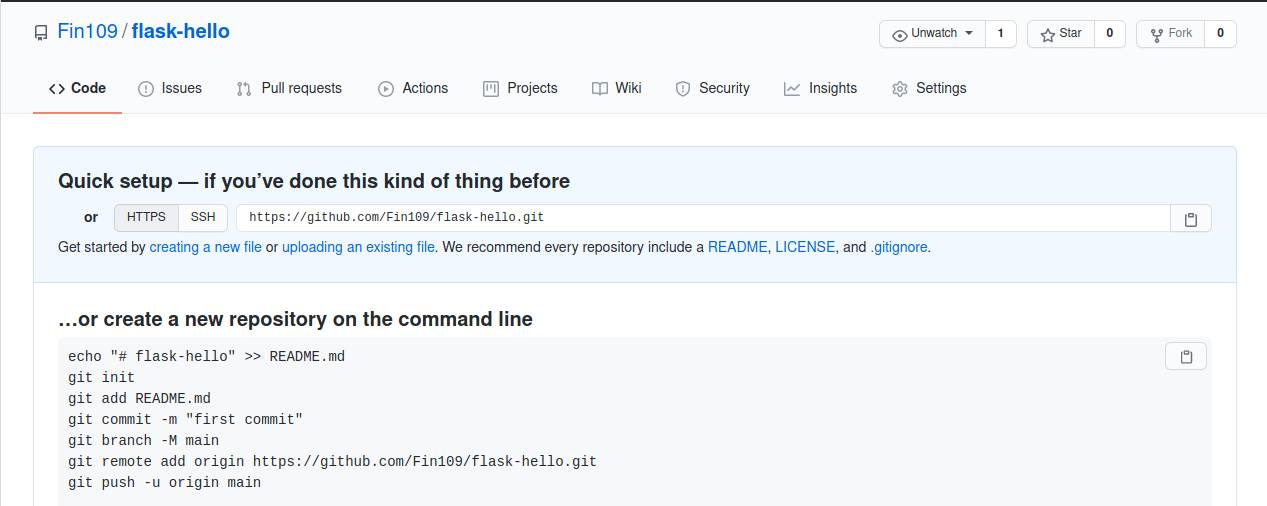 Fin109 / flask-hello
Unwatch 1 Star 0 Fork 0
Code Issues Pull requests Actions Projects Wiki Security Insights Settings
Quick setup — if you’ve done this kind of thing before
or HTTPS SSH https://github.com/Fin109/flask-hello.git
Get started by creating a new file or uploading an existing file. We recommend every repository include a README, LICENSE, and .gitignore.
…or create a new repository on the command line
echo "# flask-hello" >> README.md
git init
git add README.md
git commit -m "first commit"
git branch -M main
git remote add origin https://github.com/Fin109/flask-hello.git
git push -u origin main